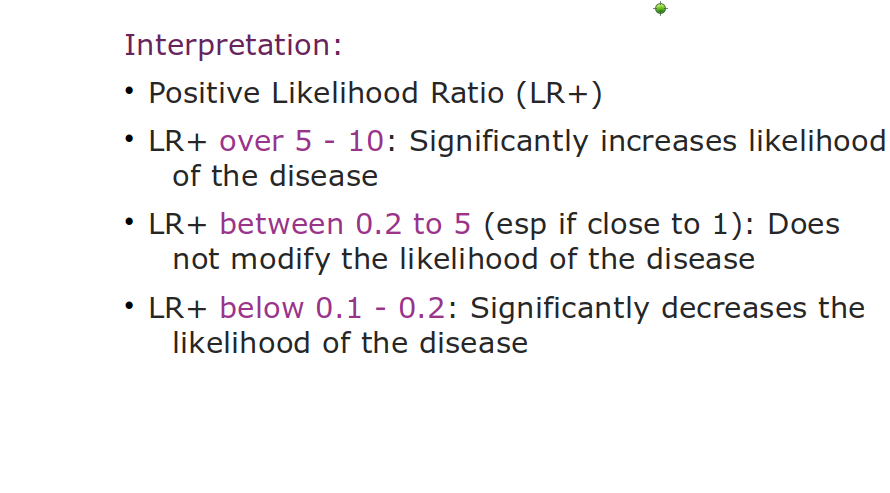 Interpretation:
• Positive Likelihood Ratio (LR+)
• LR+ over 5 - 10: Significantly increases likelihood
of the disease
• LR+ between 0.2 to 5 (esp if close to 1): Does
not modify the likelihood of the disease
• LR+ below 0.1 - 0.2: Significantly decreases the
likelihood of the disease